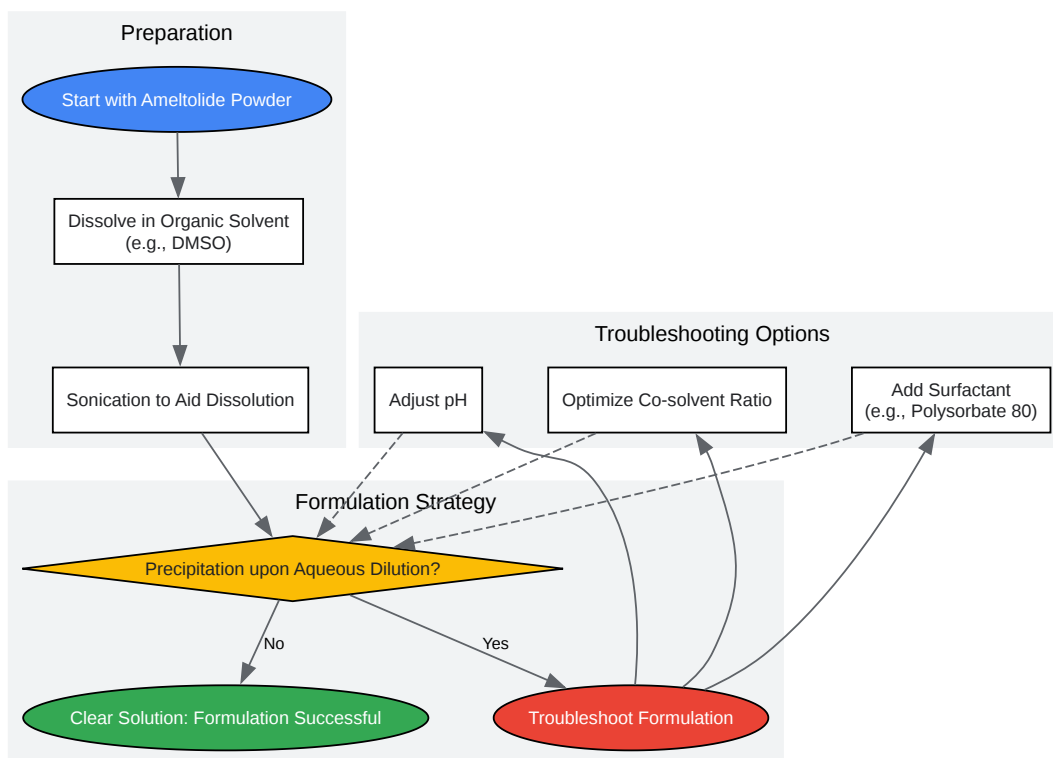 Preparation
Start with Ameltolide Powder
Dissolve in Organic Solvent
(e.g., DMSO)
Sonication to Aid Dissolution
Troubleshooting Options
Adjust pH
Optimize Co-solvent Ratio
Add Surfactant
(e.g., Polysorbate 80)
Formulation Strategy
Precipitation upon Aqueous Dilution?
No
Yes
Clear Solution: Formulation Successful
Troubleshoot Formulation